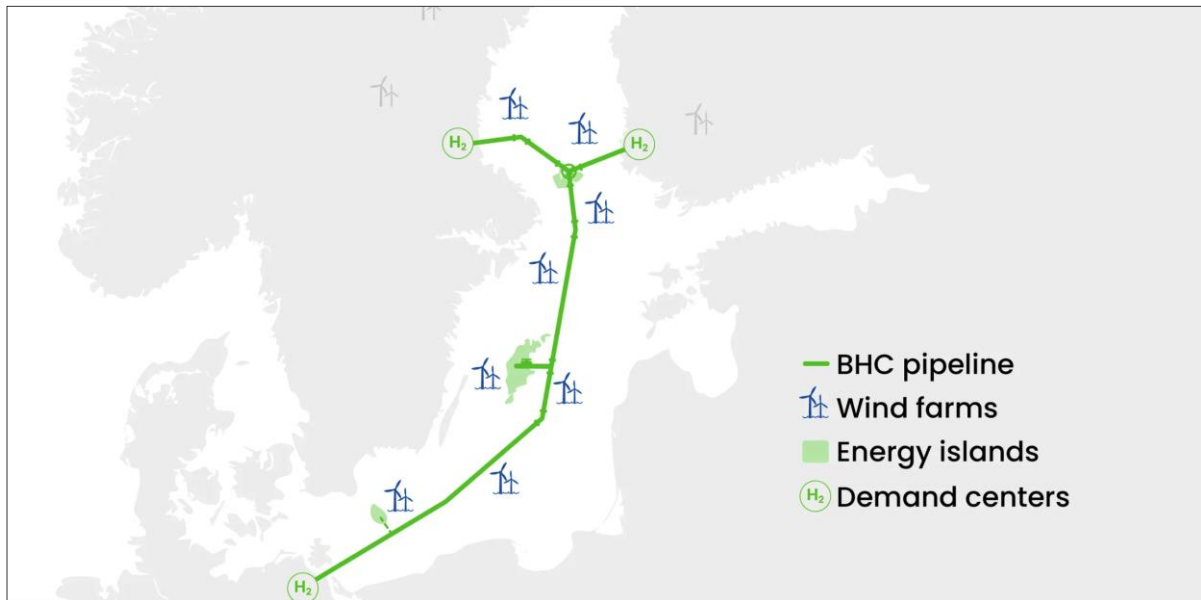 H₂
H₂
BHC pipeline
Wind farms
Energy islands
H₂ Demand centers
H₂